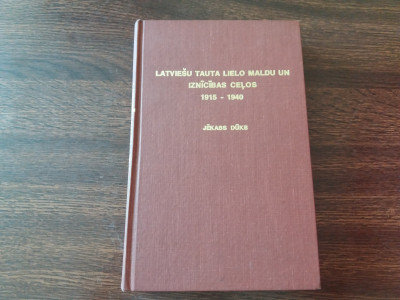 LATVIEŠU TAUTA LIELO MALDU UN
IZNĪCĪBAS CEĻOS
1915 - 1940
JĒKABS DŪKS